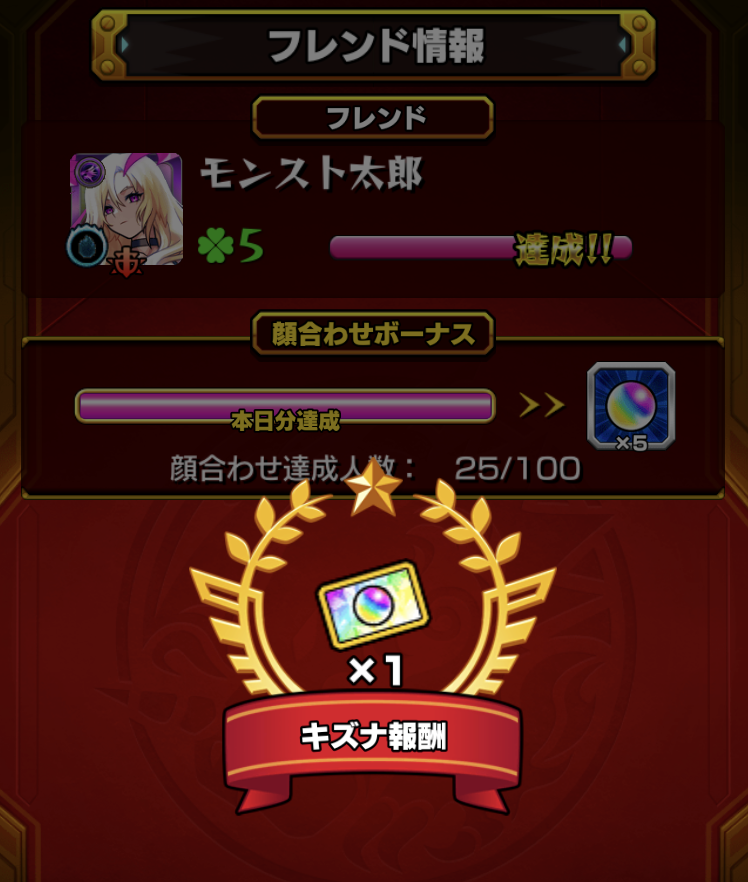 フレンド情報
フレンド
モンスト太郎
5
達成!!
顔合わせボーナス
本日分達成
×5
顔合わせ達成人数： 25/100
×1
キズナ報酬